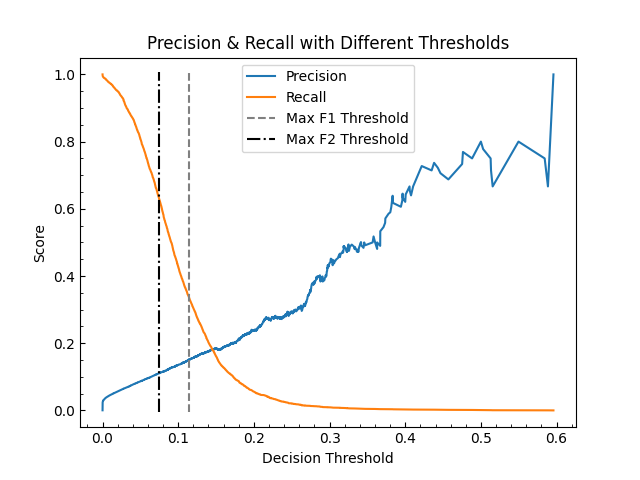 Precision & Recall with Different Thresholds
Precision
Recall
Max F1 Threshold
Max F2 Threshold
Score
1.0
0.8
0.6
0.4
0.2
0.0
0.0 0.1 0.2 0.3 0.4 0.5 0.6
Decision Threshold